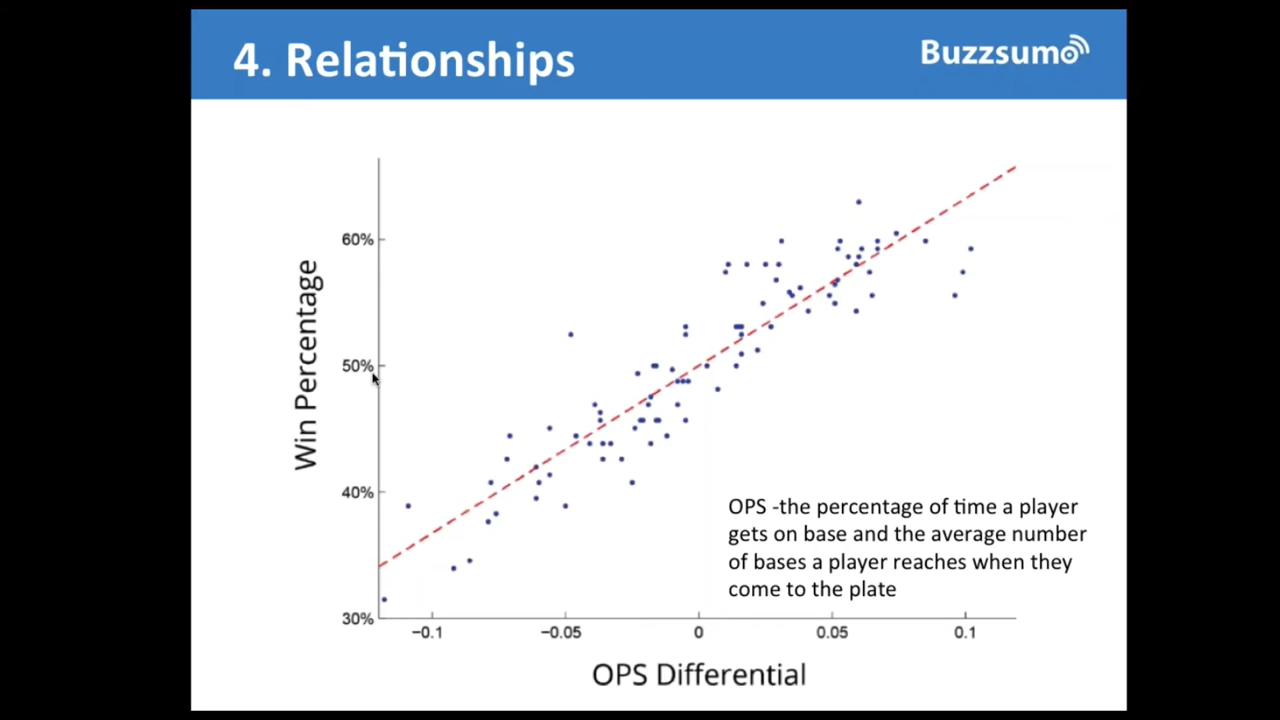 4. Relationships
Buzzsumo
60%
50%
40%
30%
Win Percentage
OPS -the percentage of time a player
gets on base and the average number
of bases a player reaches when they
come to the plate
−0.1
−0.05
0
0.05
0.1
OPS Differential